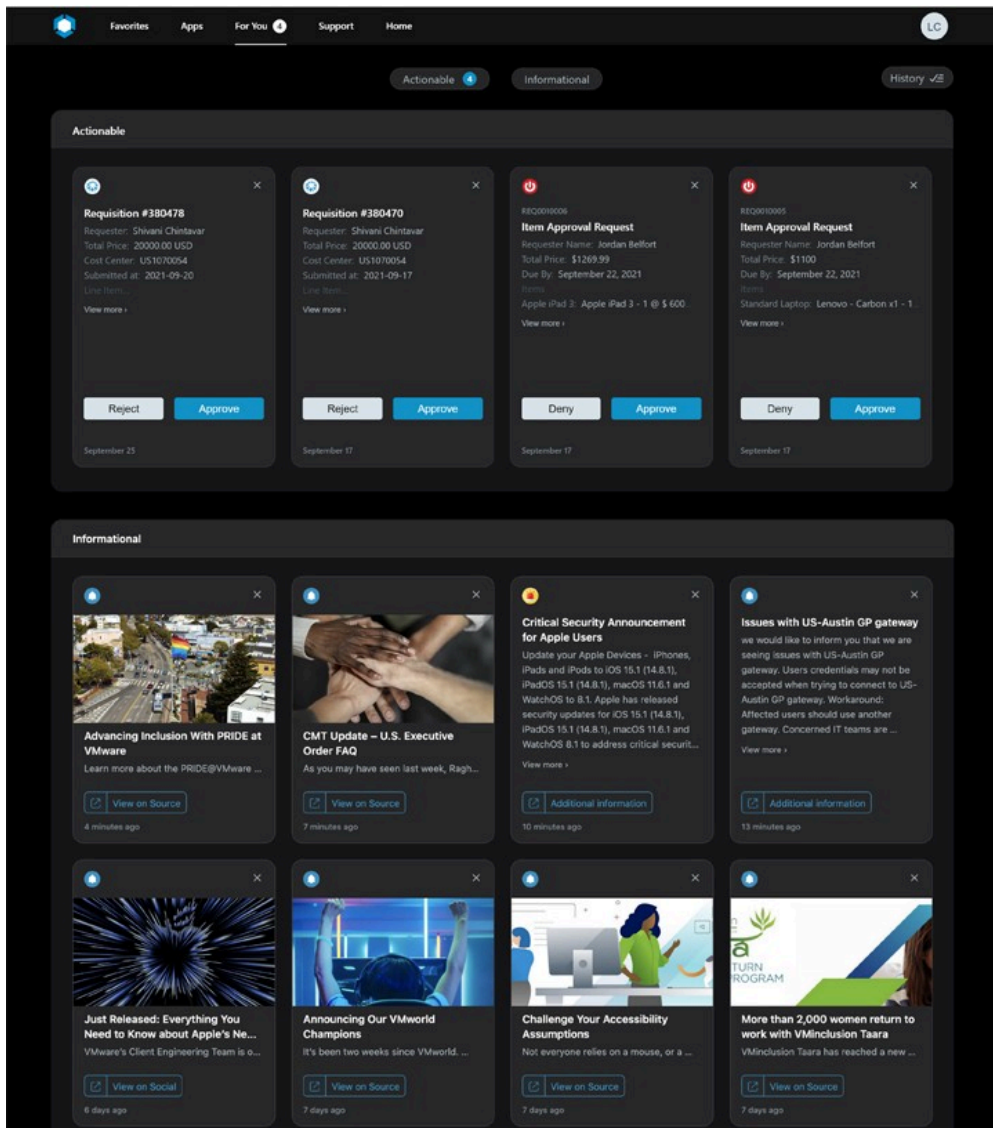 Favorites Apps For You 4 Support Home LC
Actionable 4 Informational History
Actionable
Requisition #380478
Requester: Shivani Chintavar
Total Price: 20000.00 USD
Cost Center: US1070054
Submitted at: 2021-09-20
Line Item...
View more ›
Reject Approve
September 25
Requisition #380470
Requester: Shivani Chintavar
Total Price: 20000.00 USD
Cost Center: US1070054
Submitted at: 2021-09-17
Line Item...
View more ›
Reject Approve
September 17
REQ0010006
Item Approval Request
Requester Name: Jordan Belfort
Total Price: $1269.99
Due By: September 22, 2021
Items
Apple iPad 3: Apple iPad 3 - 1 @ $ 600
View more ›
Deny Approve
September 17
REQ0010005
Item Approval Request
Requester Name: Jordan Belfort
Total Price: $1100
Due By: September 22, 2021
Items
Standard Laptop: Lenovo - Carbon x1 - 1
View more ›
Deny Approve
September 17
Informational
Advancing Inclusion With PRIDE at
VMware
Learn more about the PRIDE@VMware ...
View on Source
4 minutes ago
CMT Update – U.S. Executive
Order FAQ
As you may have seen last week, Ragh...
View on Source
7 minutes ago
Critical Security Announcement
for Apple Users
Update your Apple Devices - iPhones,
iPads and iPods to iOS 15.1 (14.8.1),
iPadOS 15.1 (14.8.1), macOS 11.6.1 and
WatchOS to 8.1. Apple has released
security updates for iOS 15.1 (14.8.1),
iPadOS 15.1 (14.8.1), macOS 11.6.1 and
WatchOS 8.1 to address critical securit...
View more ›
Additional information
10 minutes ago
Issues with US-Austin GP gateway
we would like to inform you that we are
seeing issues with US-Austin GP
gateway. Users credentials may not be
accepted when trying to connect to US-
Austin GP gateway. Workaround:
Affected users should use another
gateway. Concerned IT teams are ...
View more ›
Additional information
13 minutes ago
Just Released: Everything You
Need to Know about Apple's Ne...
VMware's Client Engineering Team is o...
View on Social
6 days ago
Announcing Our VMworld
Champions
It's been two weeks since VMworld. ...
View on Source
7 days ago
Challenge Your Accessibility
Assumptions
Not everyone relies on a mouse, or a ...
View on Source
7 days ago
a
TURN
PROGRAM
More than 2,000 women return to
work with VMinclusion Taara
VMinclusion Taara has reached a new ...
View on Source
7 days ago